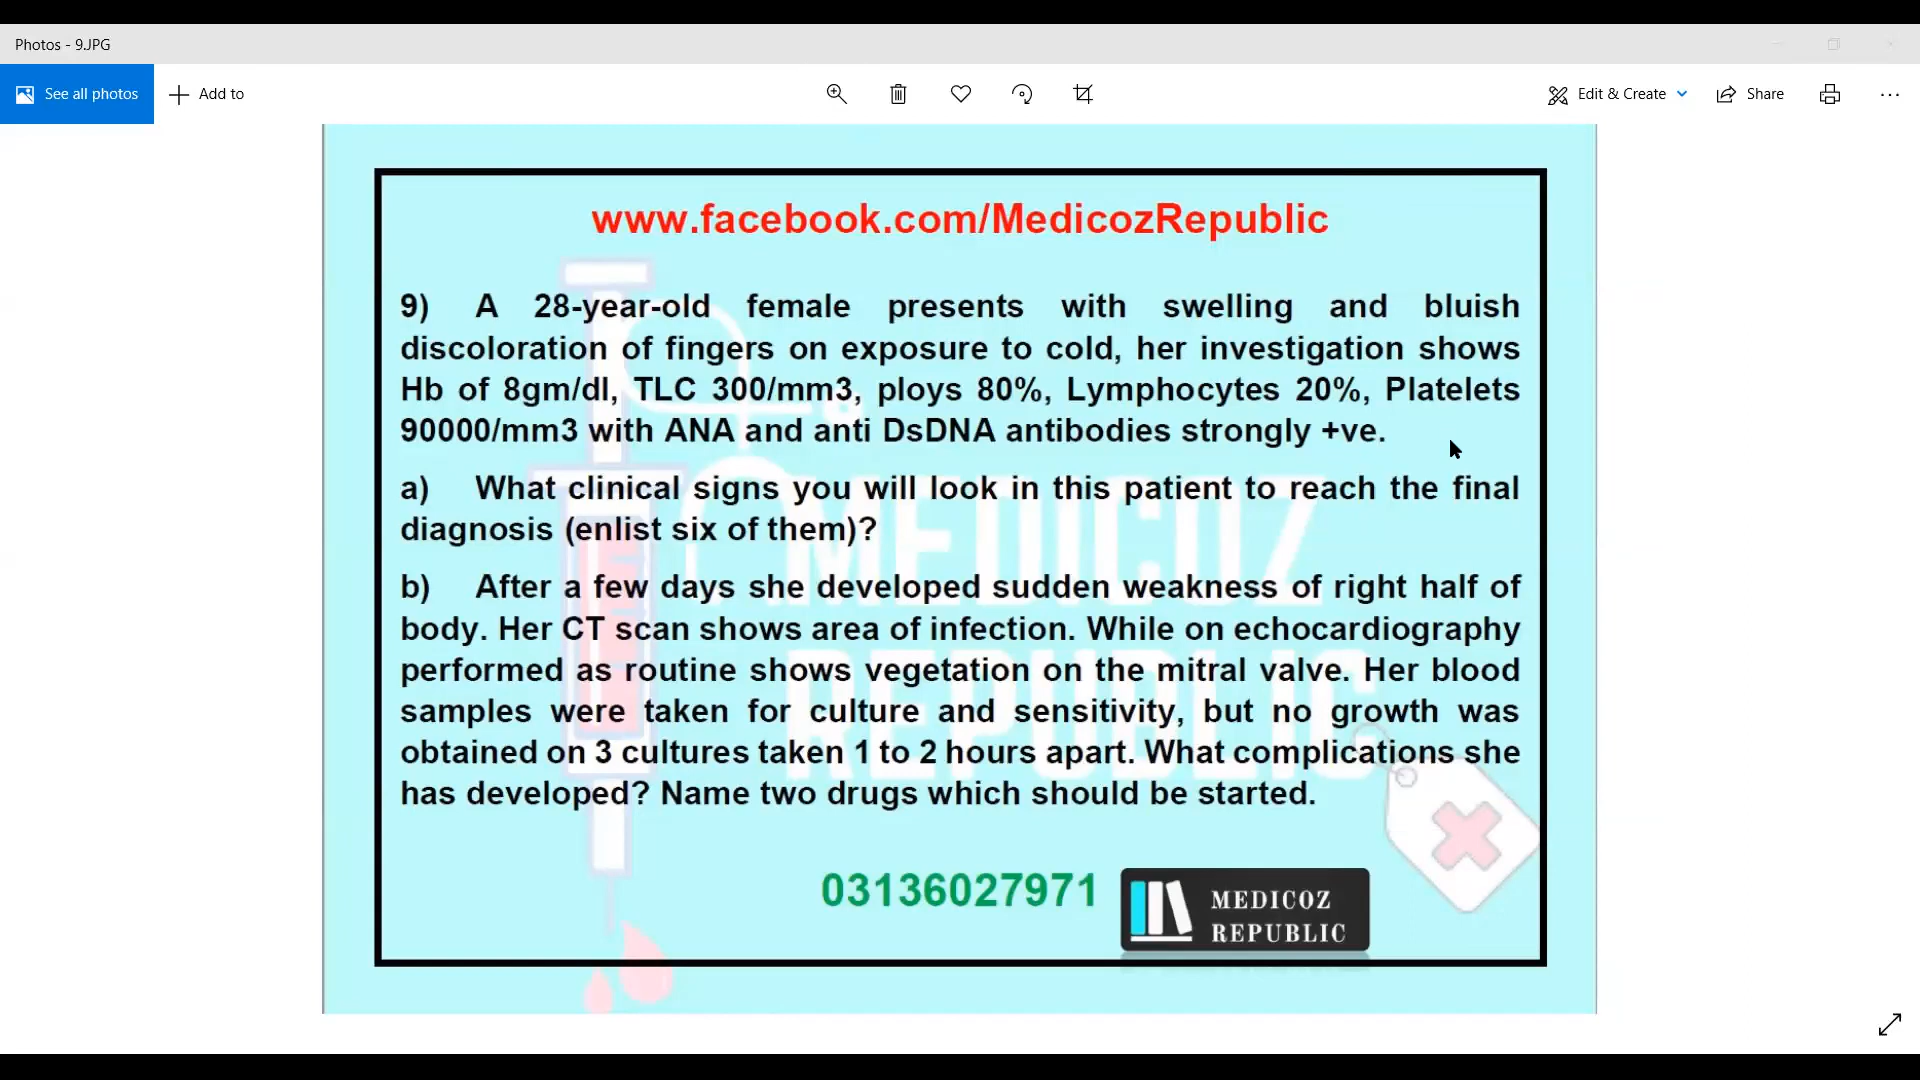 Photos - 9.JPG
See all photos
Add to
Edit & Create
Share
www.facebook.com/MedicozRepublic
9) A 28-year-old female presents with swelling and bluish
discoloration of fingers on exposure to cold, her investigation shows
Hb of 8gm/dl, TLC 300/mm3, ploys 80%, Lymphocytes 20%, Platelets
90000/mm3 with ANA and anti DsDNA antibodies strongly +ve.
a) What clinical signs you will look in this patient to reach the final
diagnosis (enlist six of them)?
b) After a few days she developed sudden weakness of right half of
body. Her CT scan shows area of infection. While on echocardiography
performed as routine shows vegetation on the mitral valve. Her blood
samples were taken for culture and sensitivity, but no growth was
obtained on 3 cultures taken 1 to 2 hours apart. What complications she
has developed? Name two drugs which should be started.
MEDICOZ
REPUBLIC
03136027971
MEDICOZ
REPUBLIC